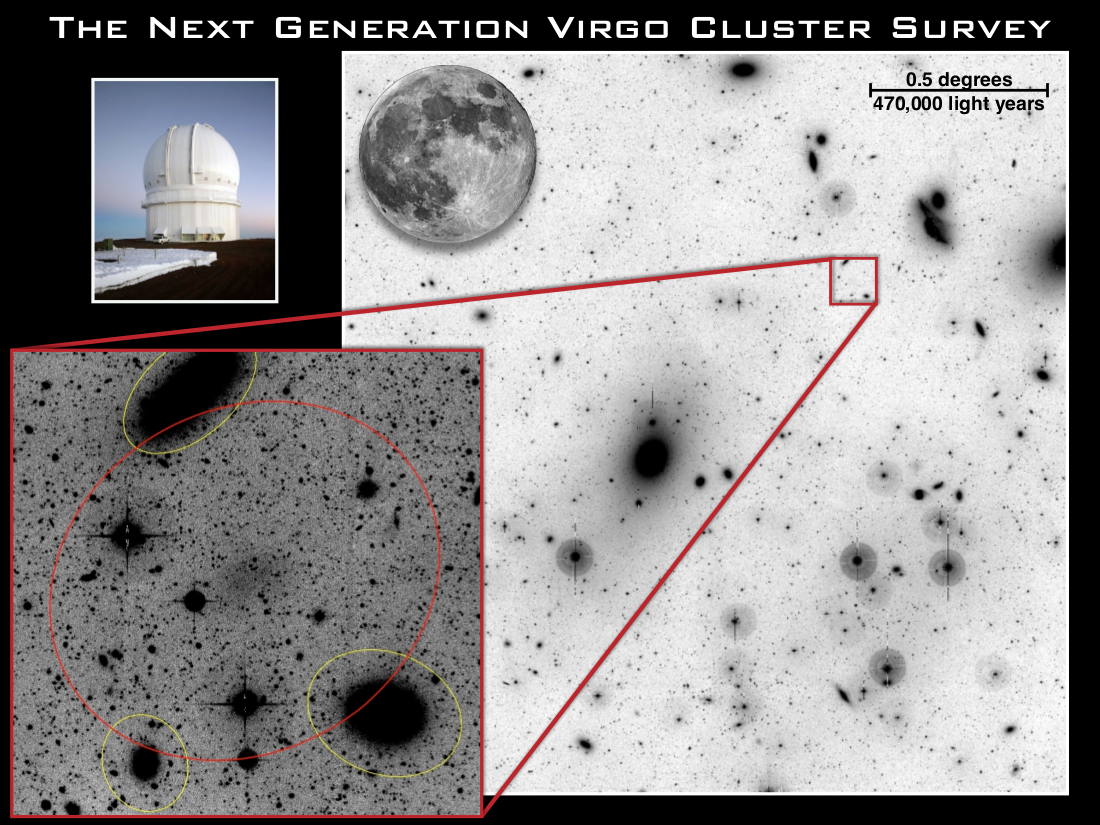 THE NEXT GENERATION VIRGO CLUSTER SURVEY
0.5 degrees
470,000 light years